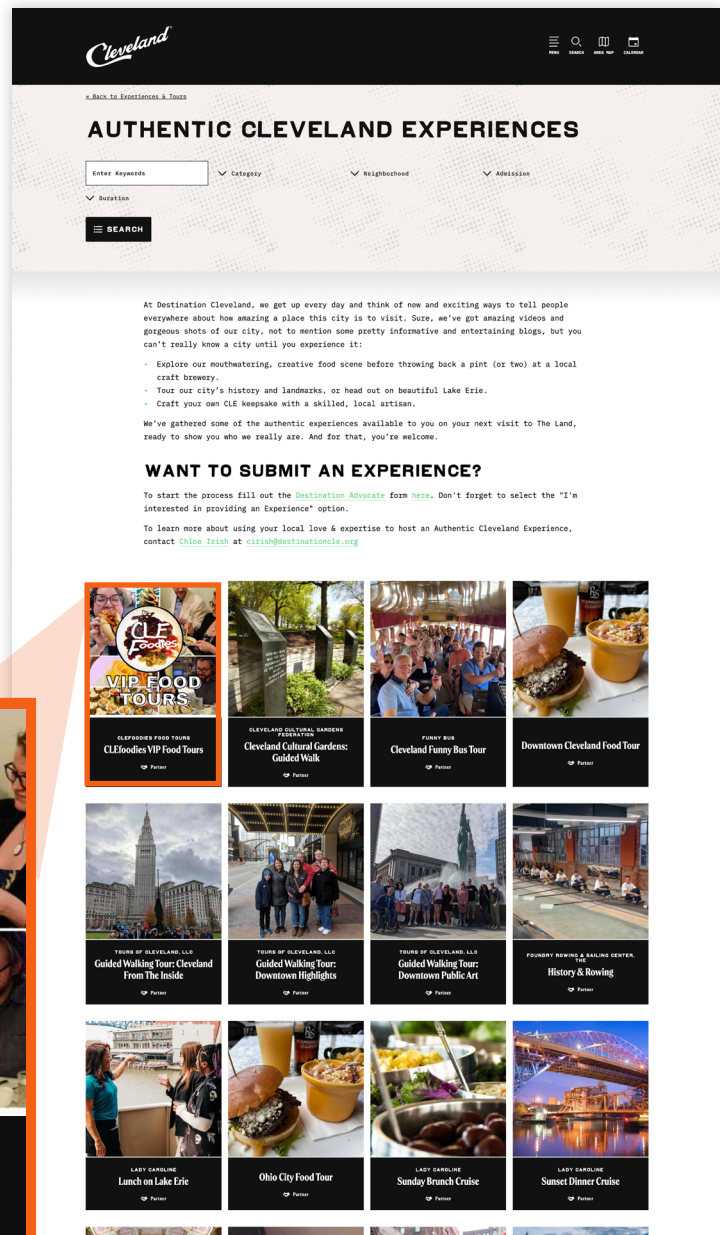 Cleveland
MENU SEARCH AREA MAP CALENDAR
« Back to Experiences & Tours
AUTHENTIC CLEVELAND EXPERIENCES
Enter Keywords
Category
Neighborhood
Admission
Duration
SEARCH
At Destination Cleveland, we get up every day and think of new and exciting ways to tell people
everywhere about how amazing a place this city is to visit. Sure, we've got amazing videos and
gorgeous shots of our city, not to mention some pretty informative and entertaining blogs, but you
can't really know a city until you experience it:
• Explore our mouthwatering, creative food scene before throwing back a pint (or two) at a local
craft brewery.
• Tour our city's history and landmarks, or head out on beautiful Lake Erie.
• Craft your own CLE keepsake with a skilled, local artisan.
We've gathered some of the authentic experiences available to you on your next visit to The Land,
ready to show you who we really are. And for that, you're welcome.
WANT TO SUBMIT AN EXPERIENCE?
To start the process fill out the Destination Advocate form here. Don't forget to select the "I'm
interested in providing an Experience" option.
To learn more about using your local love & expertise to host an Authentic Cleveland Experience,
contact Chloe Irish at cirish@destinationcle.org
CLE
Foodies
VIP FOOD
TOURS
CLEFOODIES FOOD TOURS
CLEfoodies VIP Food Tours
Partner
CLEVELAND CULTURAL GARDENS
FEDERATION
Cleveland Cultural Gardens:
Guided Walk
Partner
FUNNY BUS
Cleveland Funny Bus Tour
Partner
Downtown Cleveland Food Tour
Partner
TOURS OF CLEVELAND, LLC
Guided Walking Tour: Cleveland
From The Inside
Partner
TOURS OF CLEVELAND, LLC
Guided Walking Tour:
Downtown Highlights
Partner
TOURS OF CLEVELAND, LLC
Guided Walking Tour:
Downtown Public Art
Partner
FOUNDRY ROWING & SAILING CENTER,
THE
History & Rowing
Partner
LADY CAROLINE
Lunch on Lake Erie
Partner
Ohio City Food Tour
Partner
LADY CAROLINE
Sunday Brunch Cruise
Partner
LADY CAROLINE
Sunset Dinner Cruise
Partner